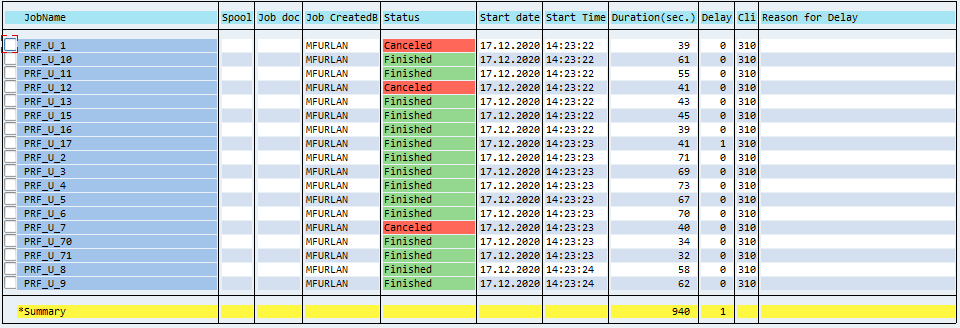 JobName Spool Job doc Job CreatedB Status Start date Start Time Duration(sec.) Delay Cli Reason for Delay
PRF_U_1 MFURLAN Canceled 17.12.2020 14:23:22 39 0 310
PRF_U_10 MFURLAN Finished 17.12.2020 14:23:22 61 0 310
PRF_U_11 MFURLAN Finished 17.12.2020 14:23:22 55 0 310
PRF_U_12 MFURLAN Canceled 17.12.2020 14:23:22 41 0 310
PRF_U_13 MFURLAN Finished 17.12.2020 14:23:22 43 0 310
PRF_U_15 MFURLAN Finished 17.12.2020 14:23:22 45 0 310
PRF_U_16 MFURLAN Finished 17.12.2020 14:23:22 39 0 310
PRF_U_17 MFURLAN Finished 17.12.2020 14:23:23 41 1 310
PRF_U_2 MFURLAN Finished 17.12.2020 14:23:23 71 0 310
PRF_U_3 MFURLAN Finished 17.12.2020 14:23:23 69 0 310
PRF_U_4 MFURLAN Finished 17.12.2020 14:23:23 73 0 310
PRF_U_5 MFURLAN Finished 17.12.2020 14:23:23 67 0 310
PRF_U_6 MFURLAN Finished 17.12.2020 14:23:23 70 0 310
PRF_U_7 MFURLAN Canceled 17.12.2020 14:23:23 40 0 310
PRF_U_70 MFURLAN Finished 17.12.2020 14:23:23 34 0 310
PRF_U_71 MFURLAN Finished 17.12.2020 14:23:23 32 0 310
PRF_U_8 MFURLAN Finished 17.12.2020 14:23:24 58 0 310
PRF_U_9 MFURLAN Finished 17.12.2020 14:23:24 62 0 310
*Summary 940 1